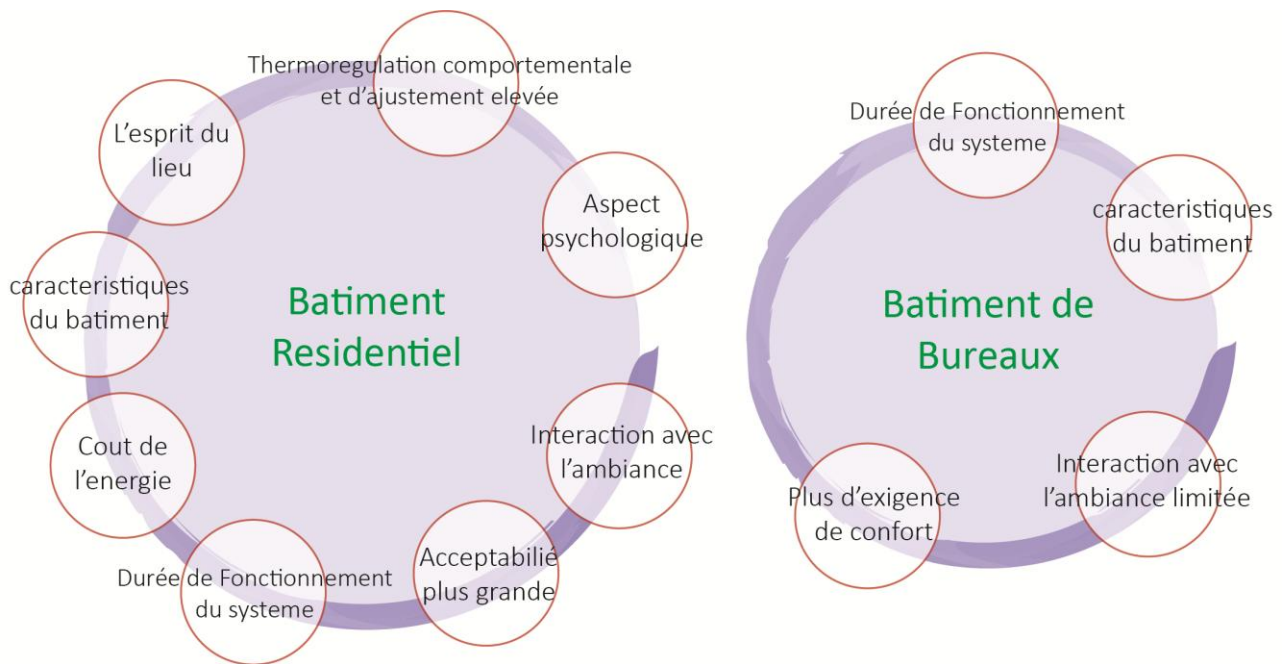 Thermoregulation comportementale
et d'ajustement elevée
L'esprit du
lieu
Aspect
psychologique
caracteristiques
du batiment
Batiment
Residentiel
Cout de
l'energie
Interaction avec
l'ambiance
Durée de Fonctionnement
du systeme
Acceptabilié
plus grande
Durée de Fonctionnement
du systeme
caracteristiques
du batiment
Batiment de
Bureaux
Plus d'exigence
de confort
Interaction avec
l'ambiance limitée